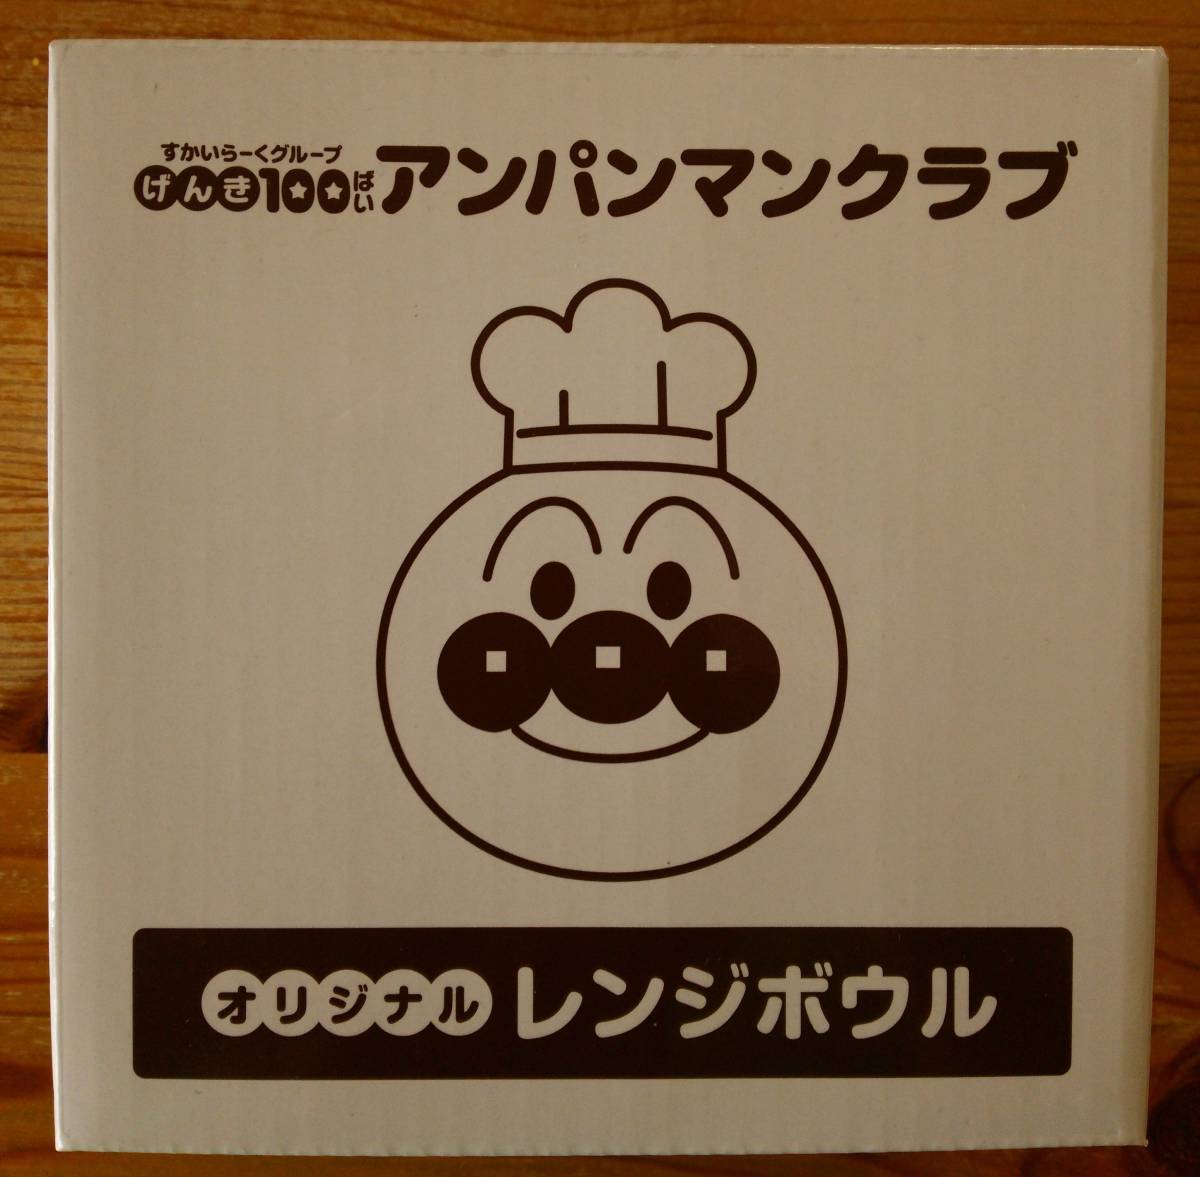 すかいらーくグループ
げんき100ばいアンパンマンクラブ
オリジナル レンジボウル